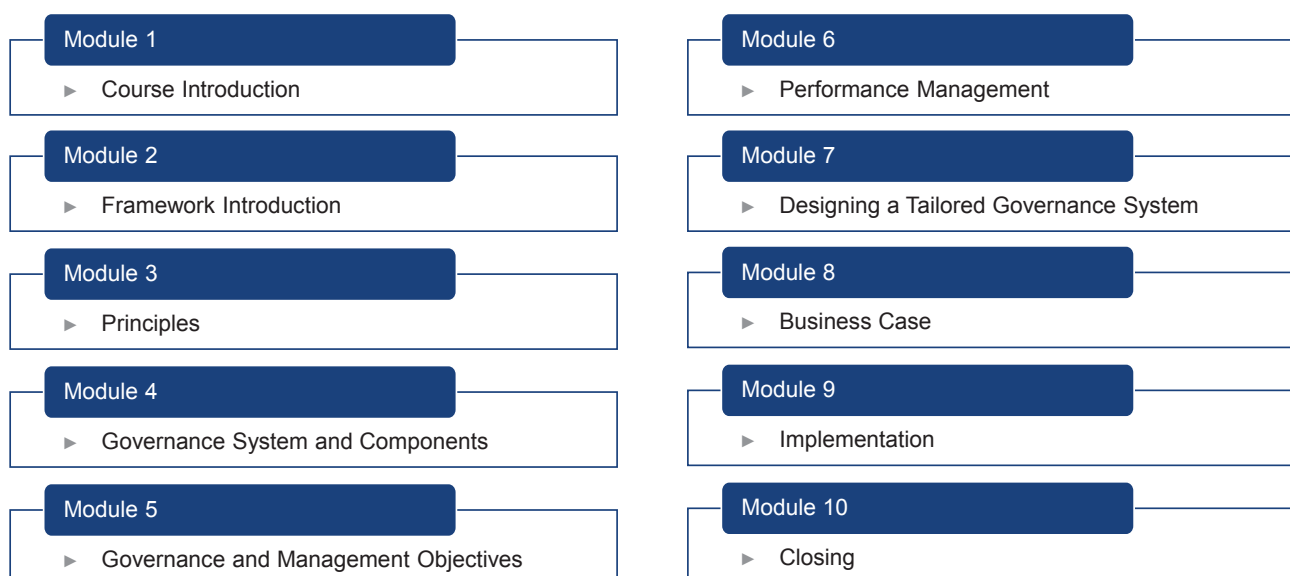 Module 1
► Course Introduction
Module 2
► Framework Introduction
Module 3
► Principles
Module 4
► Governance System and Components
Module 5
► Governance and Management Objectives
Module 6
► Performance Management
Module 7
► Designing a Tailored Governance System
Module 8
► Business Case
Module 9
► Implementation
Module 10
► Closing